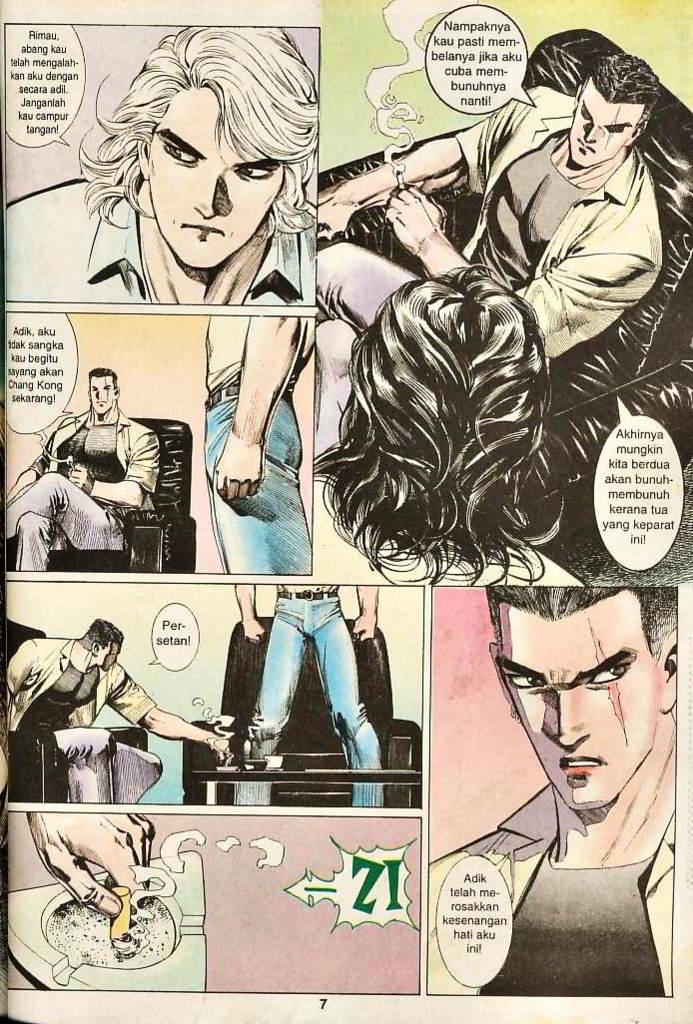 Rimau,
abang kau
telah mengalah-
kan aku dengan
secara adil.
Janganlah
kau campur
tangan!
Nampaknya
kau pasti mem-
belanya jika aku
cuba mem-
bunuhnya
nanti!
Adik, aku
tidak sangka
kau begitu
sayang akan
Chang Kong
sekarang!
Akhirnya
mungkin
kita berdua
akan bunuh-
membunuh
kerana tua
yang keparat
ini!
Per-
setan!
ZI
Adik
telah me-
rosakkan
kesenangan
hati aku
ini!
7